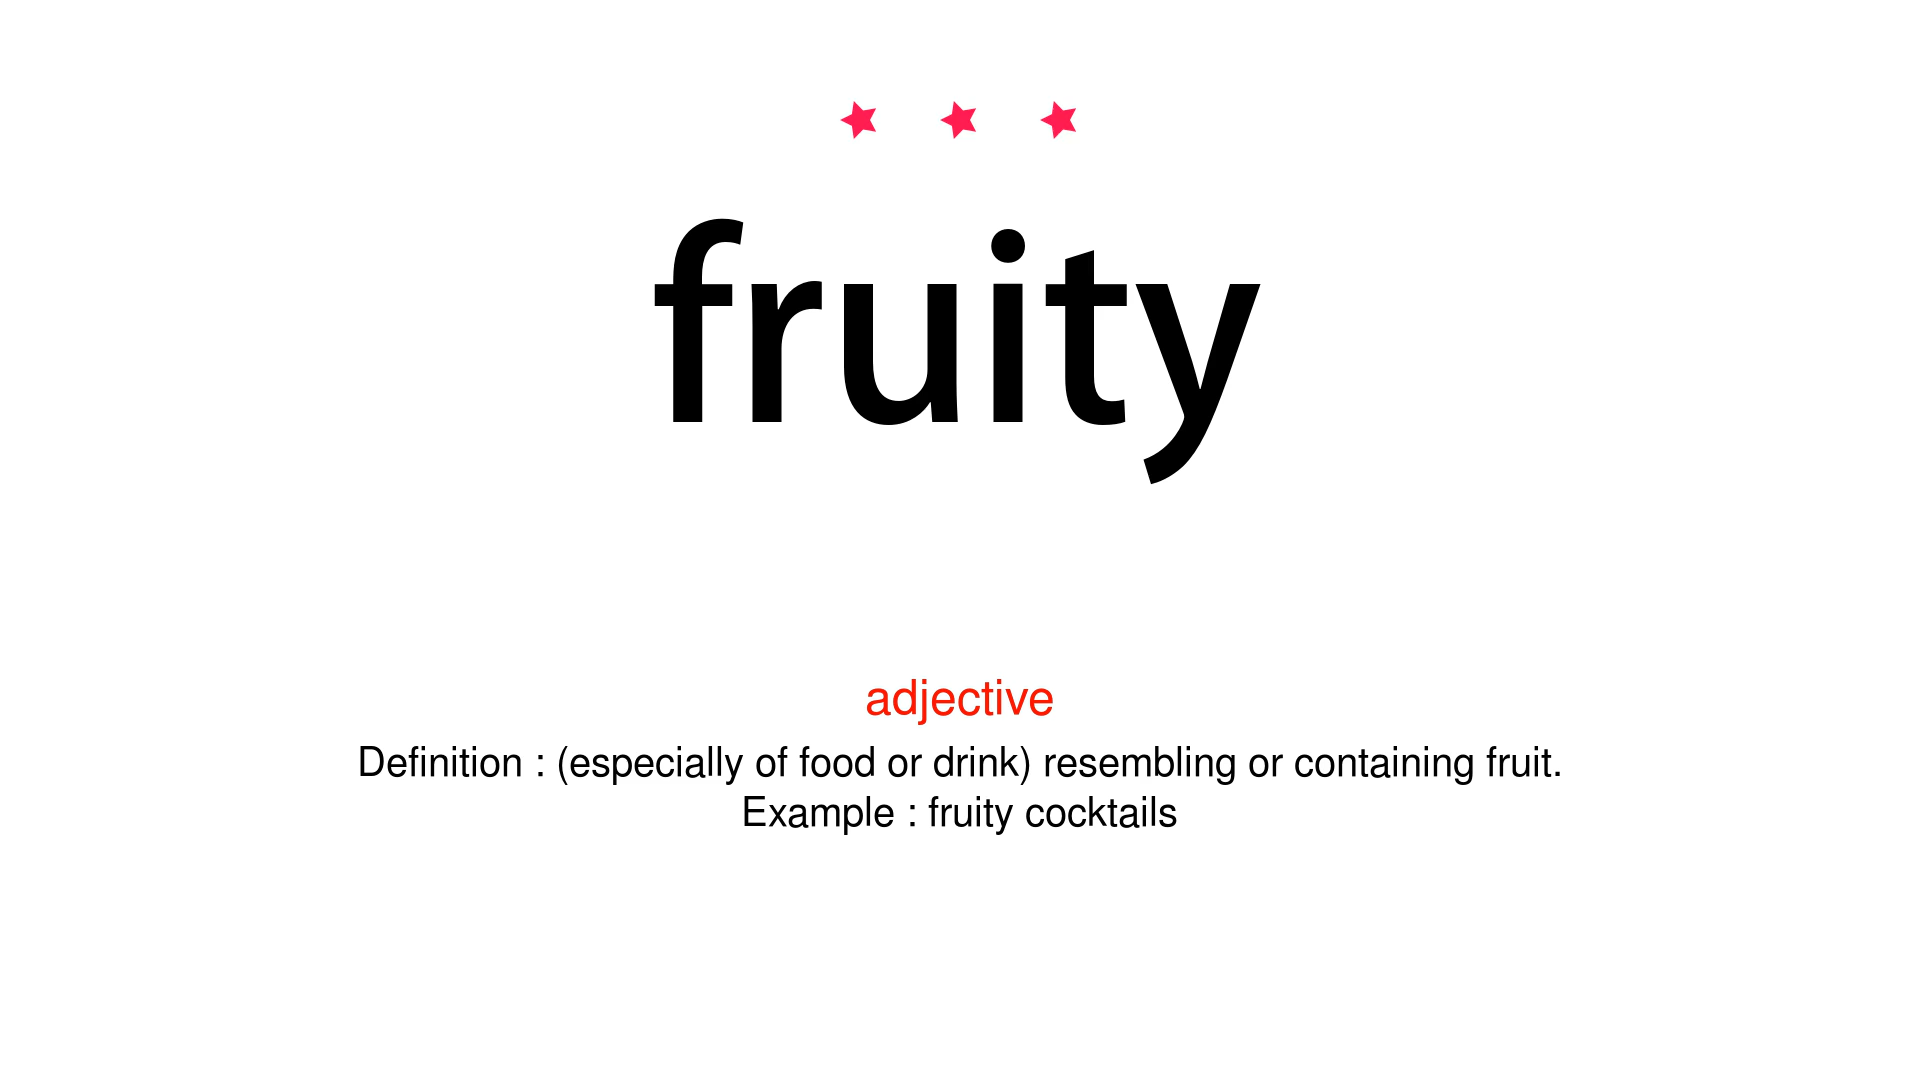 fruity
adjective
Definition : (especially of food or drink) resembling or containing fruit.
Example : fruity cocktails